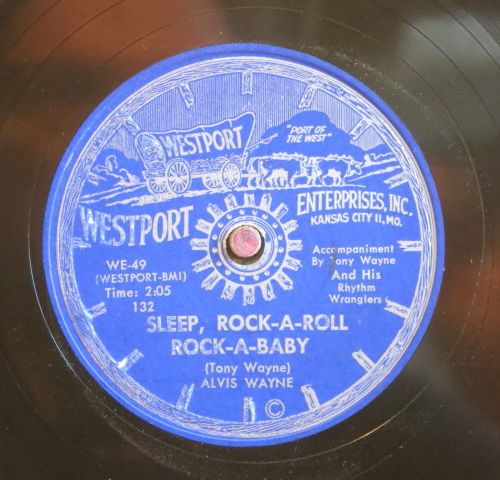 WESTPORT
"PORT OF
THE WEST"
WESTPORT
ENTERPRISES, INC.
KANSAS CITY 11, MO.
WE-49
(WESTPORT-BMI)
Time: 2:05
132
Accompaniment
By Tony Wayne
And His
Rhythm
Wranglers
SLEEP, ROCK-A-ROLL
ROCK-A-BABY
(Tony Wayne)
ALVIS WAYNE
©